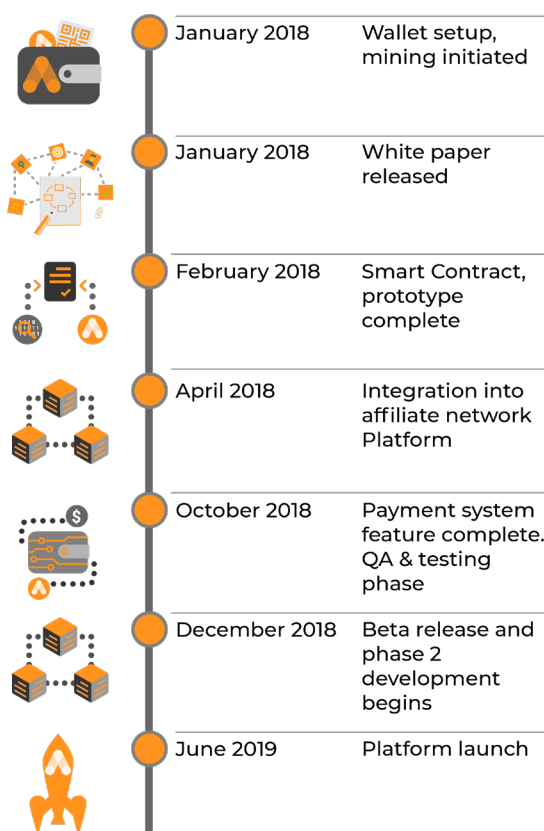 January 2018
Wallet setup,
mining initiated
January 2018
White paper
released
February 2018
Smart Contract,
prototype
complete
April 2018
Integration into
affiliate network
Platform
October 2018
Payment system
feature complete.
QA & testing
phase
December 2018
Beta release and
phase 2
development
begins
June 2019
Platform launch